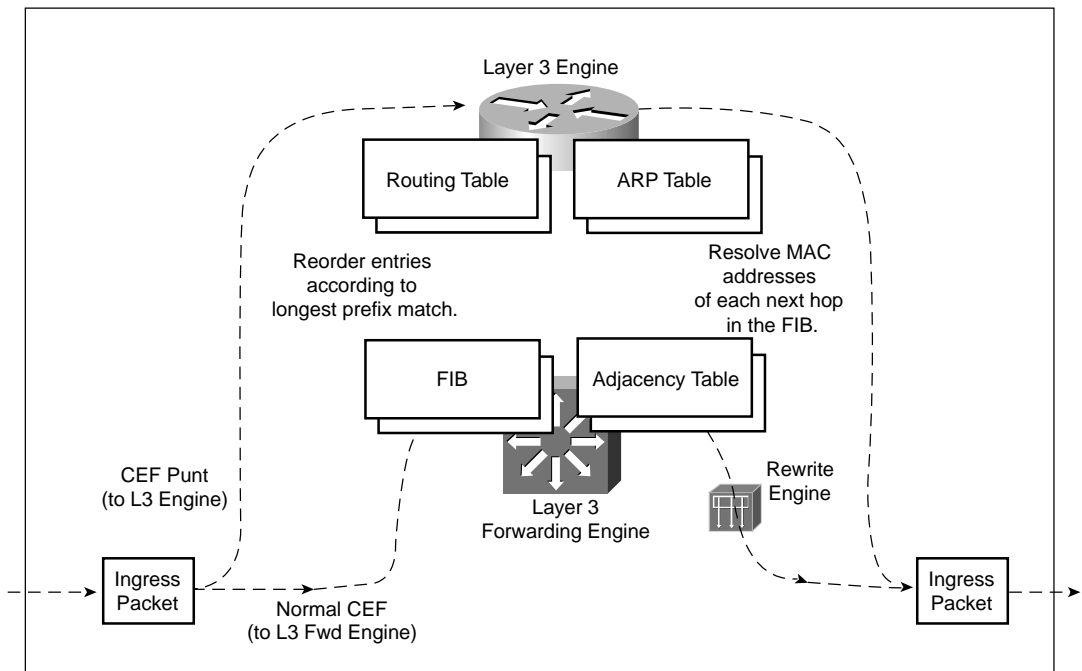 Layer 3 Engine
Routing Table
ARP Table
Reorder entries
according to
longest prefix match.
Resolve MAC
addresses
of each next hop
in the FIB.
FIB
Adjacency Table
CEF Punt
(to L3 Engine)
Rewrite
Engine
Layer 3
Forwarding Engine
Ingress
Packet
Normal CEF
(to L3 Fwd Engine)
Ingress
Packet